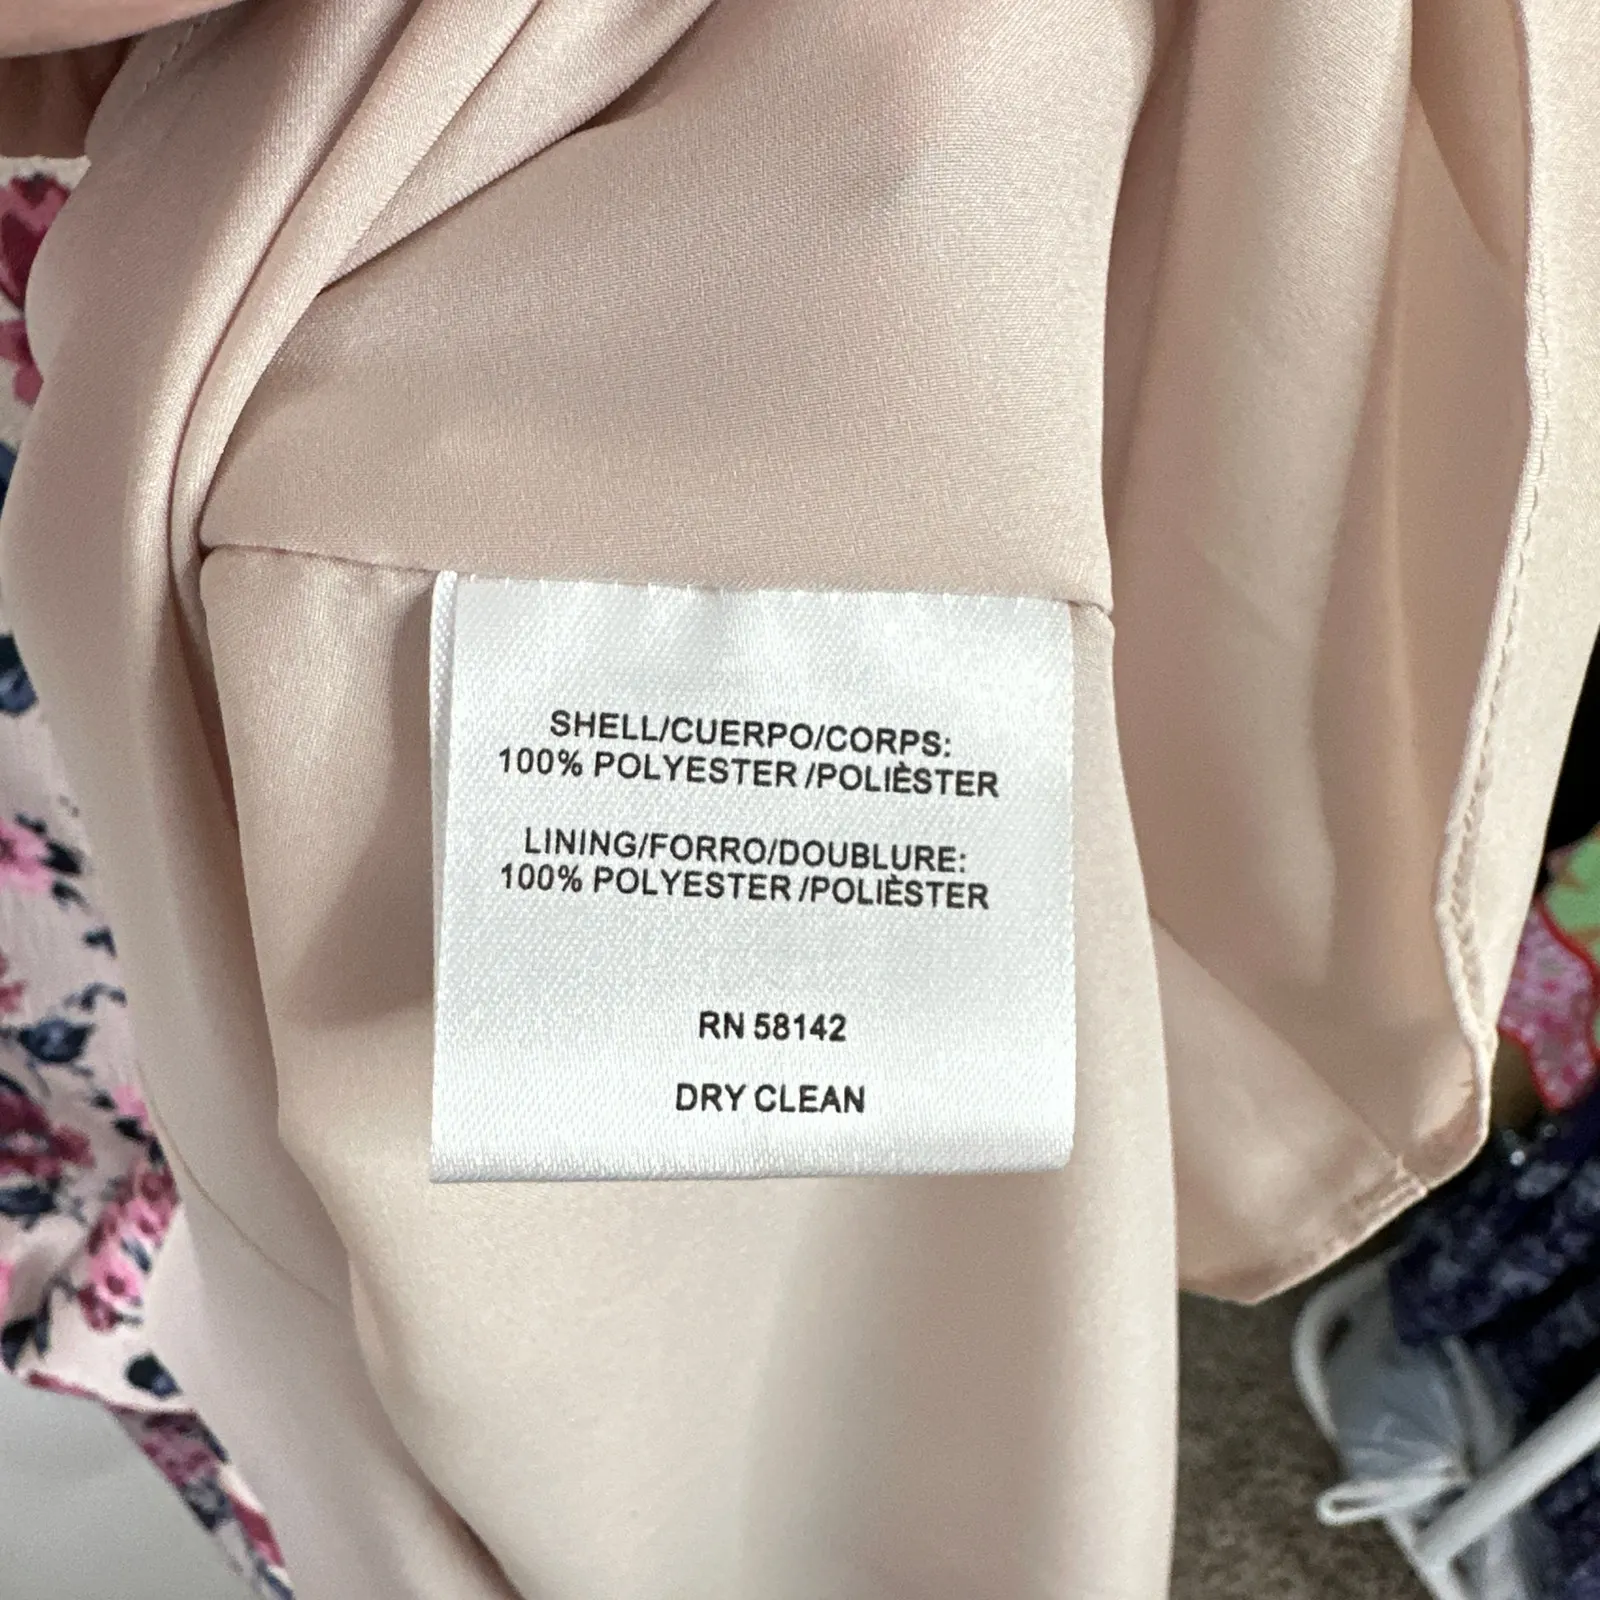 SHELL/CUERPO/CORPS:
100% POLYESTER /POLIÈSTER
LINING/FORRO/DOUBLURE:
100% POLYESTER /POLIÈSTER
RN 58142
DRY CLEAN